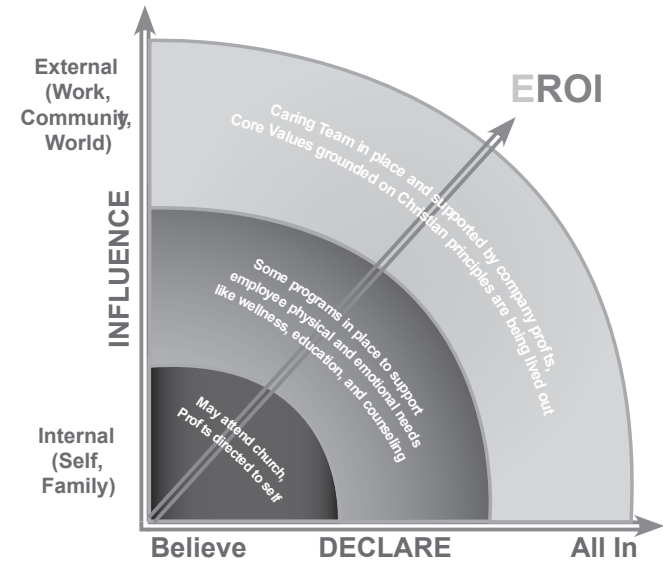 External
(Work,
Community,
World)
EROI
Caring Team in place and supported by company profts,
Core Values grounded on Christian principles are being lived out
INFLUENCE
Some programs in place to support
employee physical and emotional needs
like wellness, education, and counseling
May attend church,
Profts directed to self
Internal
(Self,
Family)
Believe
DECLARE
All In